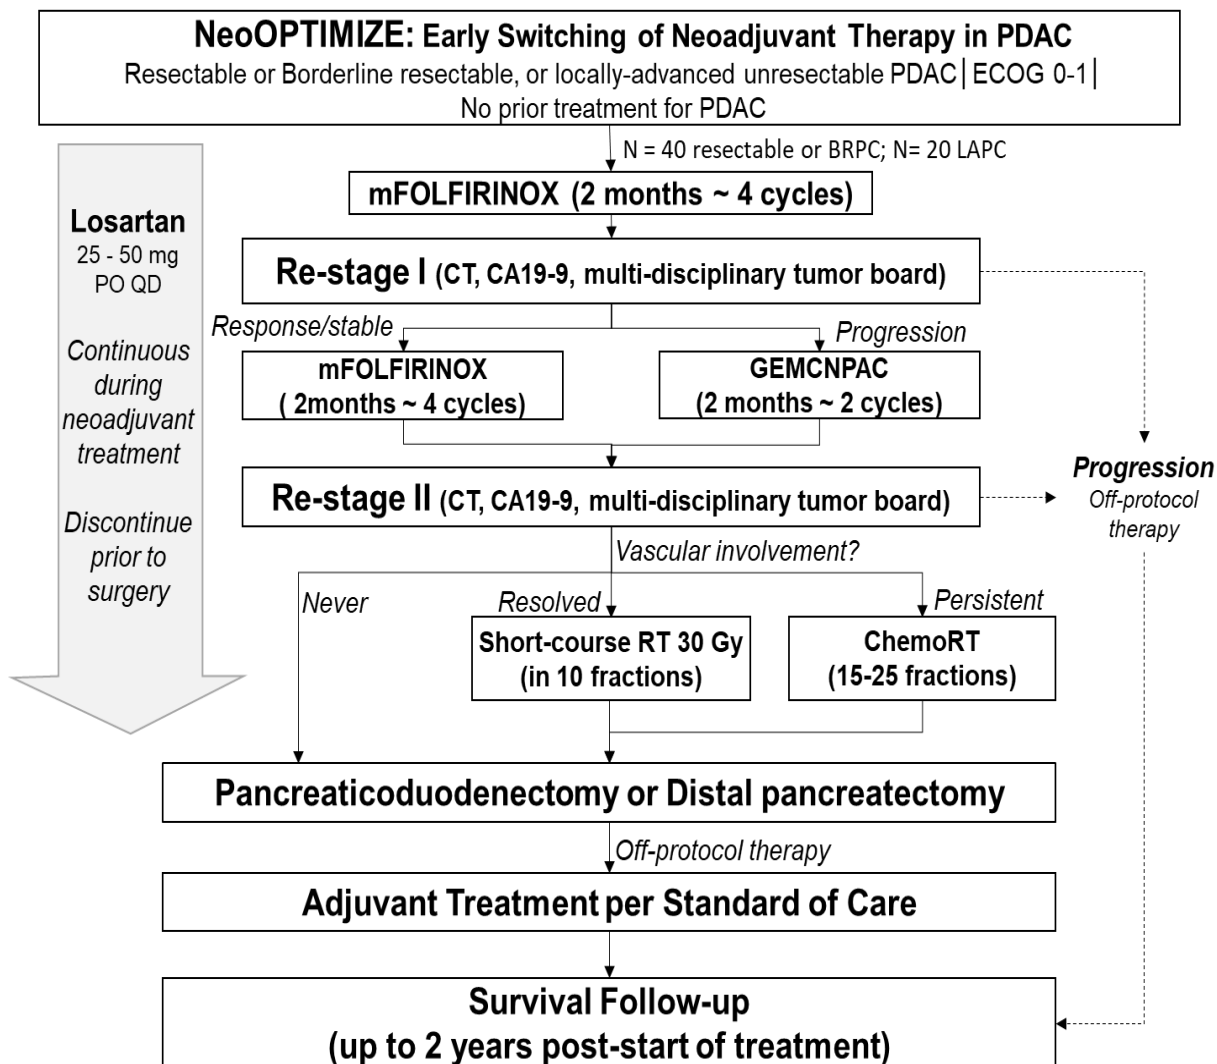 NeoOPTIMIZE: Early Switching of Neoadjuvant Therapy in PDAC
Resectable or Borderline resectable, or locally-advanced unresectable PDAC| ECOG 0-1|
No prior treatment for PDAC
N = 40 resectable or BRPC; N= 20 LAPC
mFOLFIRINOX (2 months ~ 4 cycles)
Losartan
25 - 50 mg
PO QD
Continuous
during
neoadjuvant
treatment
Discontinue
prior to
surgery
Re-stage I (CT, CA19-9, multi-disciplinary tumor board)
Response/stable
Progression
mFOLFIRINOX
( 2months ~ 4 cycles)
GEMCNPAC
(2 months ~ 2 cycles)
Re-stage II (CT, CA19-9, multi-disciplinary tumor board)
Progression
Off-protocol
therapy
Vascular involvement?
Never
Resolved
Persistent
Short-course RT 30 Gy
(in 10 fractions)
ChemoRT
(15-25 fractions)
Pancreaticoduodenectomy or Distal pancreatectomy
Off-protocol therapy
Adjuvant Treatment per Standard of Care
Survival Follow-up
(up to 2 years post-start of treatment)